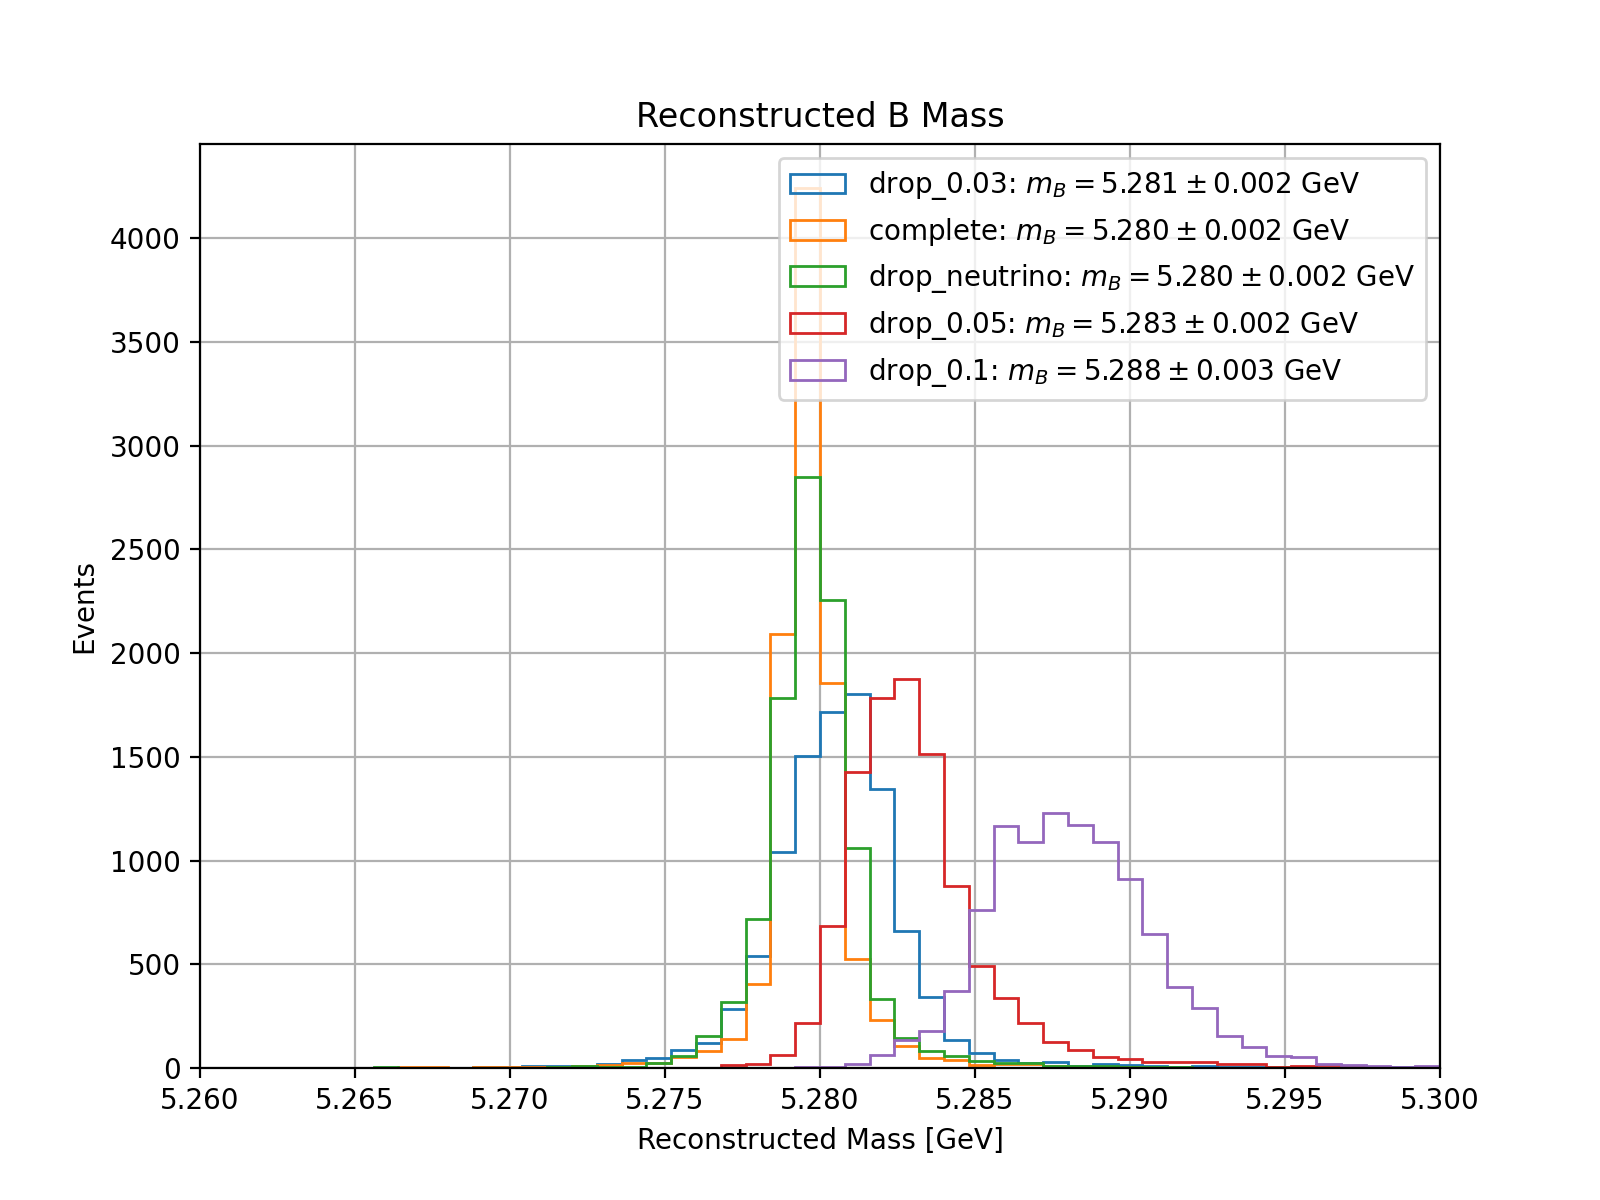 Reconstructed B Mass
drop_0.03: m_B = 5.281 ± 0.002 GeV
complete: m_B = 5.280 ± 0.002 GeV
drop_neutrino: m_B = 5.280 ± 0.002 GeV
drop_0.05: m_B = 5.283 ± 0.002 GeV
drop_0.1: m_B = 5.288 ± 0.003 GeV
Events
4000
3500
3000
2500
2000
1500
1000
500
0
5.260 5.265 5.270 5.275 5.280 5.285 5.290 5.295 5.300
Reconstructed Mass [GeV]